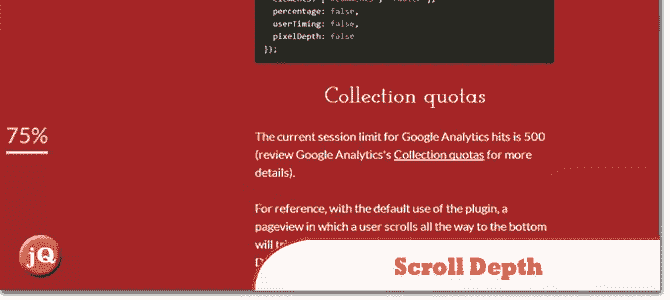 percentage: false,
userTiming: false,
pixelDepth: false
});
Collection quotas
75%
The current session limit for Google Analytics hits is 500
(review Google Analytics's Collection quotas for more
details).
For reference, with the default use of the plugin, a
pageview in which a user scrolls all the way to the bottom
will
jQ
Scroll Depth